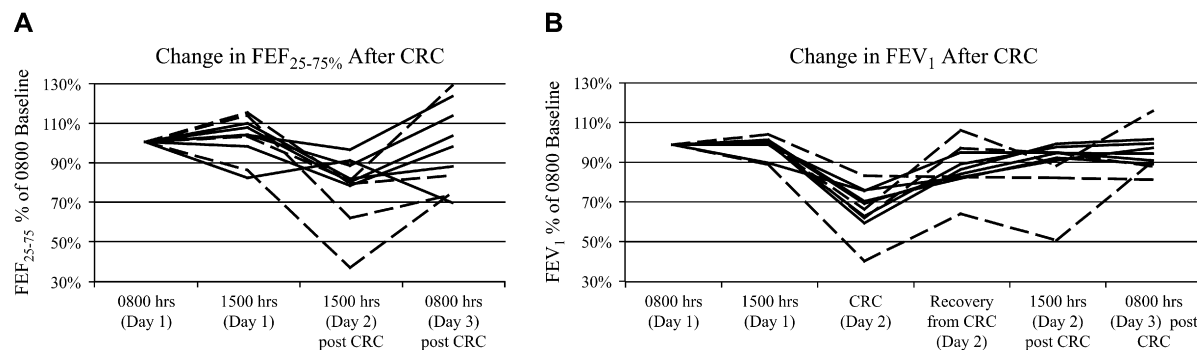 A
Change in FEF25-75% After CRC
FEF25-75 % of 0800 Baseline
130%
110%
90%
70%
50%
30%
0800 hrs
(Day 1)
1500 hrs
(Day 1)
1500 hrs
(Day 2)
post CRC
0800 hrs
(Day 3)
post CRC
B
Change in FEV1 After CRC
FEV1 % of 0800 Baseline
130%
110%
90%
70%
50%
30%
0800 hrs
(Day 1)
1500 hrs
(Day 1)
CRC
(Day 2)
Recovery
from CRC
(Day 2)
1500 hrs
(Day 2)
post CRC
0800 hrs
(Day 3) post
CRC